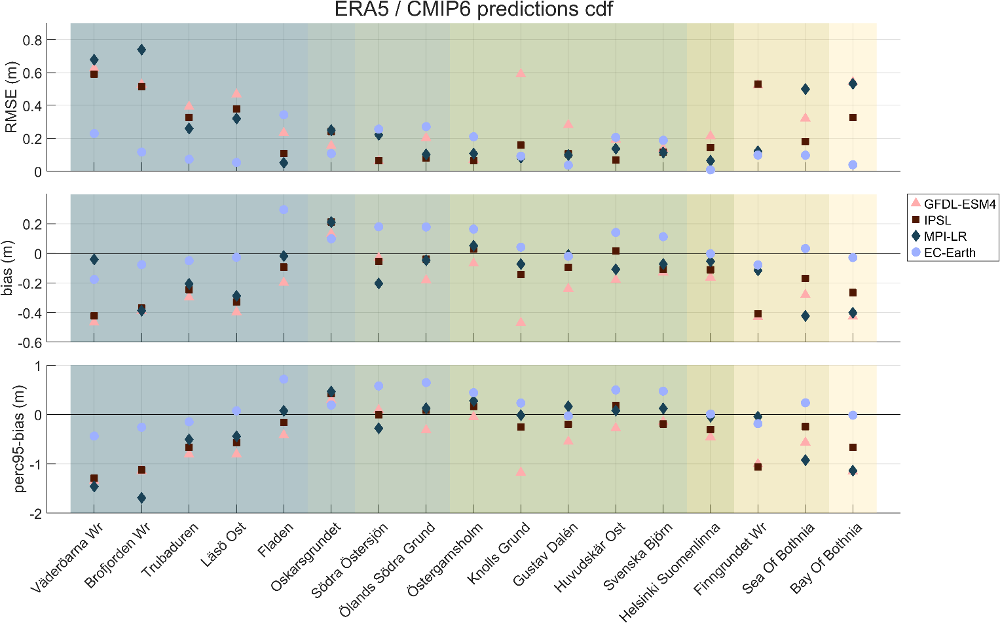 ERA5 / CMIP6 predictions cdf
RMSE (m)
0.8
0.6
0.4
0.2
0
bias (m)
0.2
0
-0.2
-0.4
-0.6
GFDL-ESM4
IPSL
MPI-LR
EC-Earth
perc95-bias (m)
1
0
-1
-2
Väderöarna Wr
Brofjorden Wr
Trubaduren
Läsö Ost
Fladen
Oskarsgrundet
Södra Östersjön
Ölands Södra Grund
Östergarnsholm
Knolls Grund
Gustav Dalén
Huvudskär Ost
Svenska Björn
Helsinki Suomenlinna
Finngrundet Wr
Sea Of Bothnia
Bay Of Bothnia